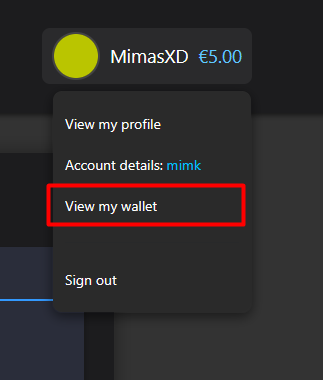 MimasXD €5.00
View my profile
Account details: mimk
View my wallet
Sign out